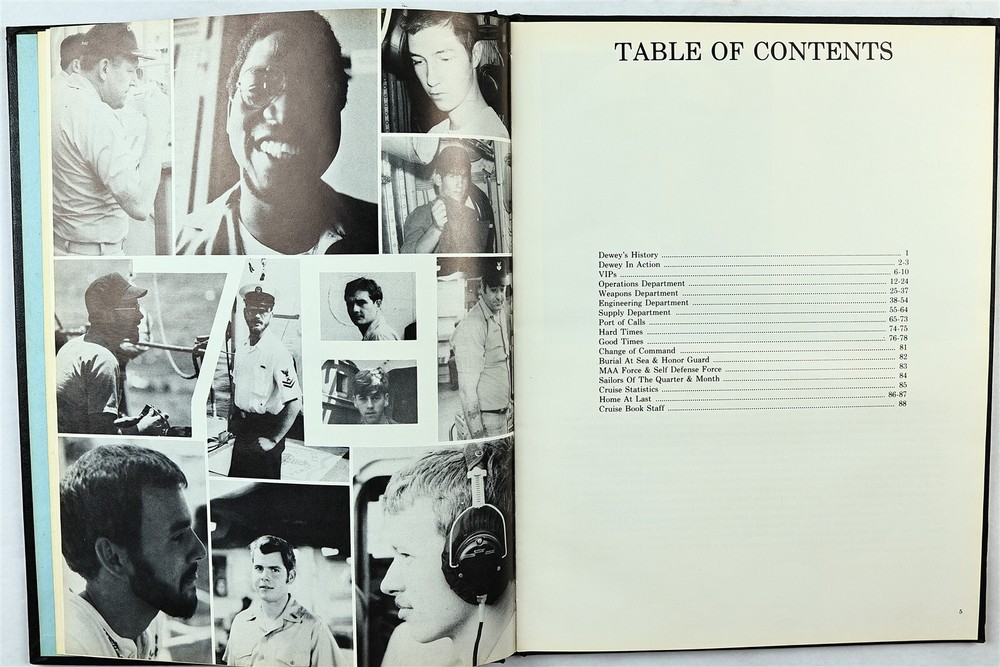 TABLE OF CONTENTS
Dewey's History 1
Dewey In Action 2-3
VIPs 6-10
Operations Department 12-24
Weapons Department 25-37
Engineering Department 38-54
Supply Department 55-64
Port of Calls 65-73
Hard Times 74-75
Good Times 76-78
Change of Command 81
Burial At Sea & Honor Guard 82
MAA Force & Self Defense Force 83
Sailors Of The Quarter & Month 84
Cruise Statistics 85
Home At Last 86-87
Cruise Book Staff 88
5